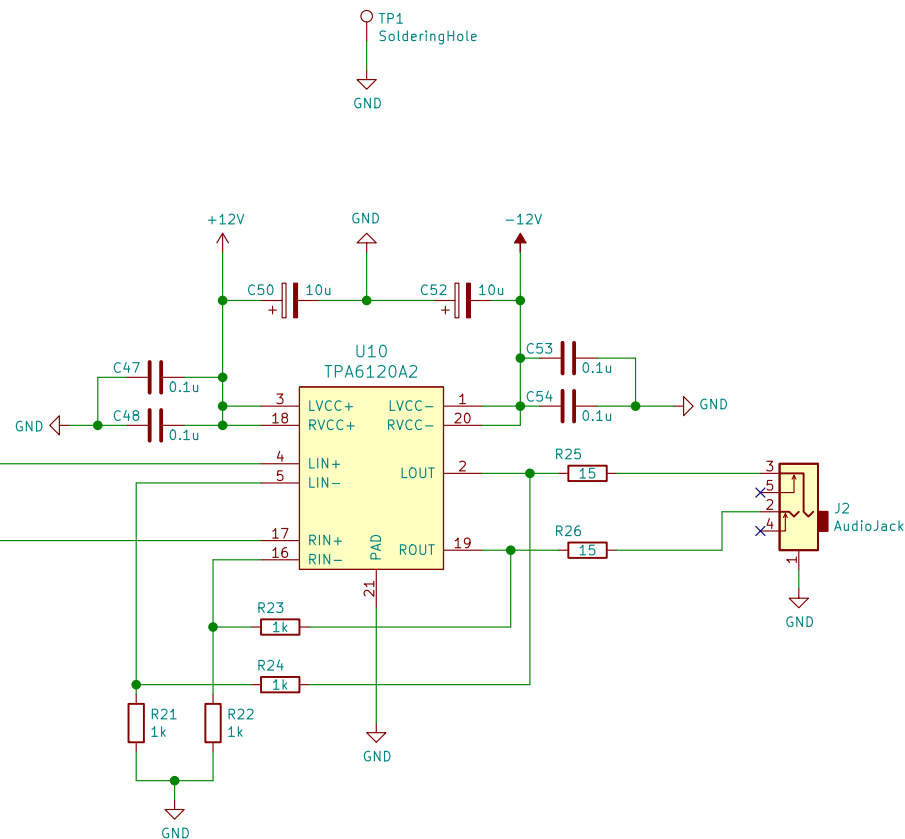 TP1
SolderingHole
GND
+12V
GND
-12V
C50
10u
C52
10u
+
+
U10
TPA6120A2
C53
0.1u
C47
0.1u
C54
0.1u
GND
C48
0.1u
GND
3
LVCC+
LVCC-
1
18
RVCC+
RVCC-
20
4
LIN+
5
LIN-
LOUT
2
17
RIN+
16
RIN-
ROUT
19
PAD
21
R25
15
R26
15
3
5
2
4
1
J2
AudioJack
GND
R23
1k
R24
1k
R21
1k
R22
1k
GND
GND